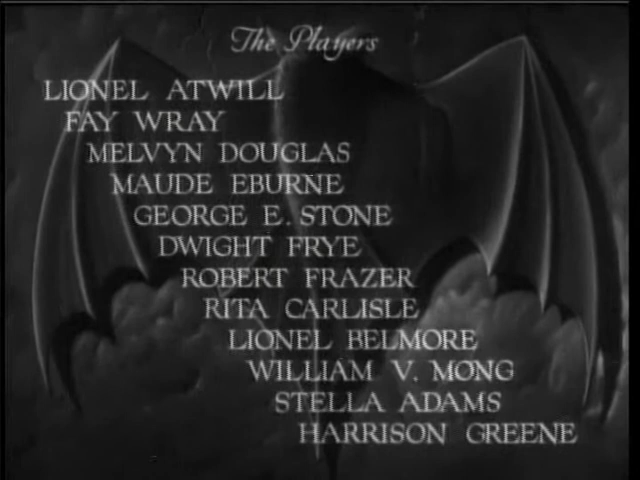 The Players
LIONEL ATWILL
FAY WRAY
MELVYN DOUGLAS
MAUDE EBURNE
GEORGE E. STONE
DWIGHT FRYE
ROBERT FRAZER
RITA CARLISLE
LIONEL BELMORE
WILLIAM V. MONG
STELLA ADAMS
HARRISON GREENE